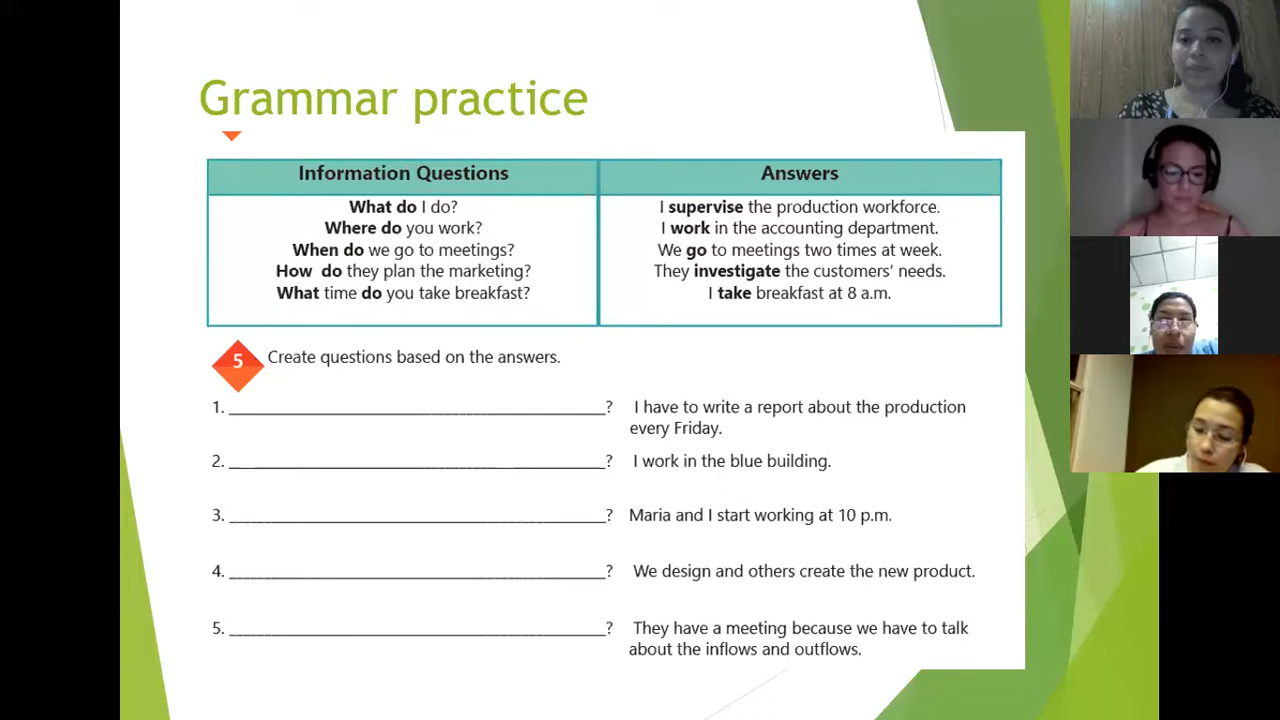 Grammar practice
Information Questions
Answers
What do I do?
I supervise the production workforce.
Where do you work?
I work in the accounting department.
When do we go to meetings?
We go to meetings two times at week.
How do they plan the marketing?
They investigate the customers' needs.
What time do you take breakfast?
I take breakfast at 8 a.m.
5 Create questions based on the answers.
1. ______________________________________? I have to write a report about the production
every Friday.
2. ______________________________________? I work in the blue building.
3. ______________________________________? Maria and I start working at 10 p.m.
4. ______________________________________? We design and others create the new product.
5. ______________________________________? They have a meeting because we have to talk
about the inflows and outflows.